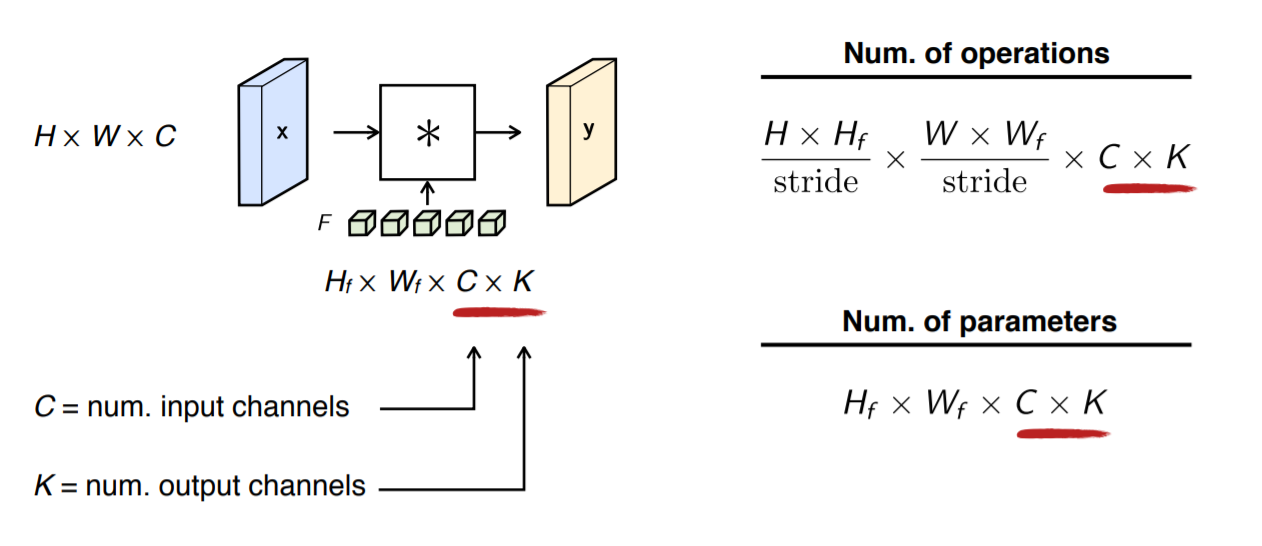 H × W × C
x
*
y
F
H_f × W_f × C × K
C = num. input channels
K = num. output channels
Num. of operations
H × H_f / stride × W × W_f / stride × C × K
Num. of parameters
H_f × W_f × C × K